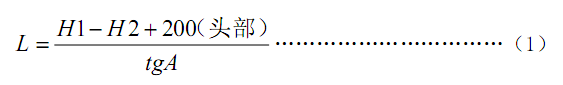 L = (H1 − H2 + 200(头部)) / tgA ……………………………（1）